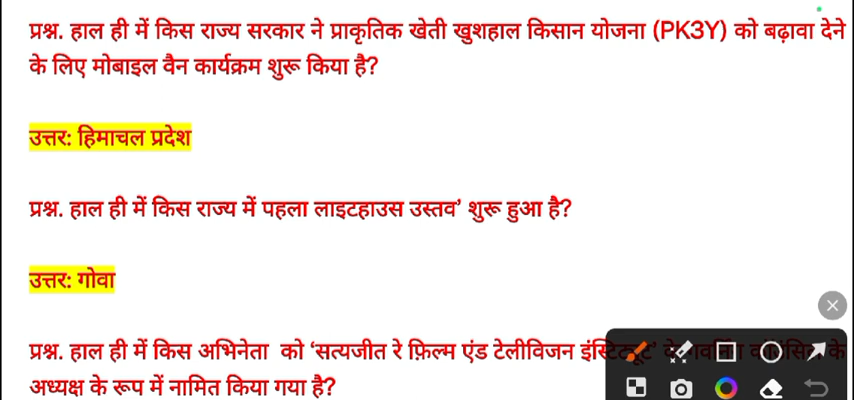 प्रश्न. हाल ही में किस राज्य सरकार ने प्राकृतिक खेती खुशहाल किसान योजना (PK3Y) को बढ़ावा देने
के लिए मोबाइल वैन कार्यक्रम शुरू किया है?
उत्तर: हिमाचल प्रदेश
प्रश्न. हाल ही में किस राज्य में पहला लाइटहाउस उस्तव’ शुरू हुआ है?
उत्तर: गोवा
प्रश्न. हाल ही में किस अभिनेता को ‘सत्यजीत रे फ़िल्म एंड टेलीविजन इंस्टिट्यूट’ के गवर्निंग काउंसिल के
अध्यक्ष के रूप में नामित किया गया है?